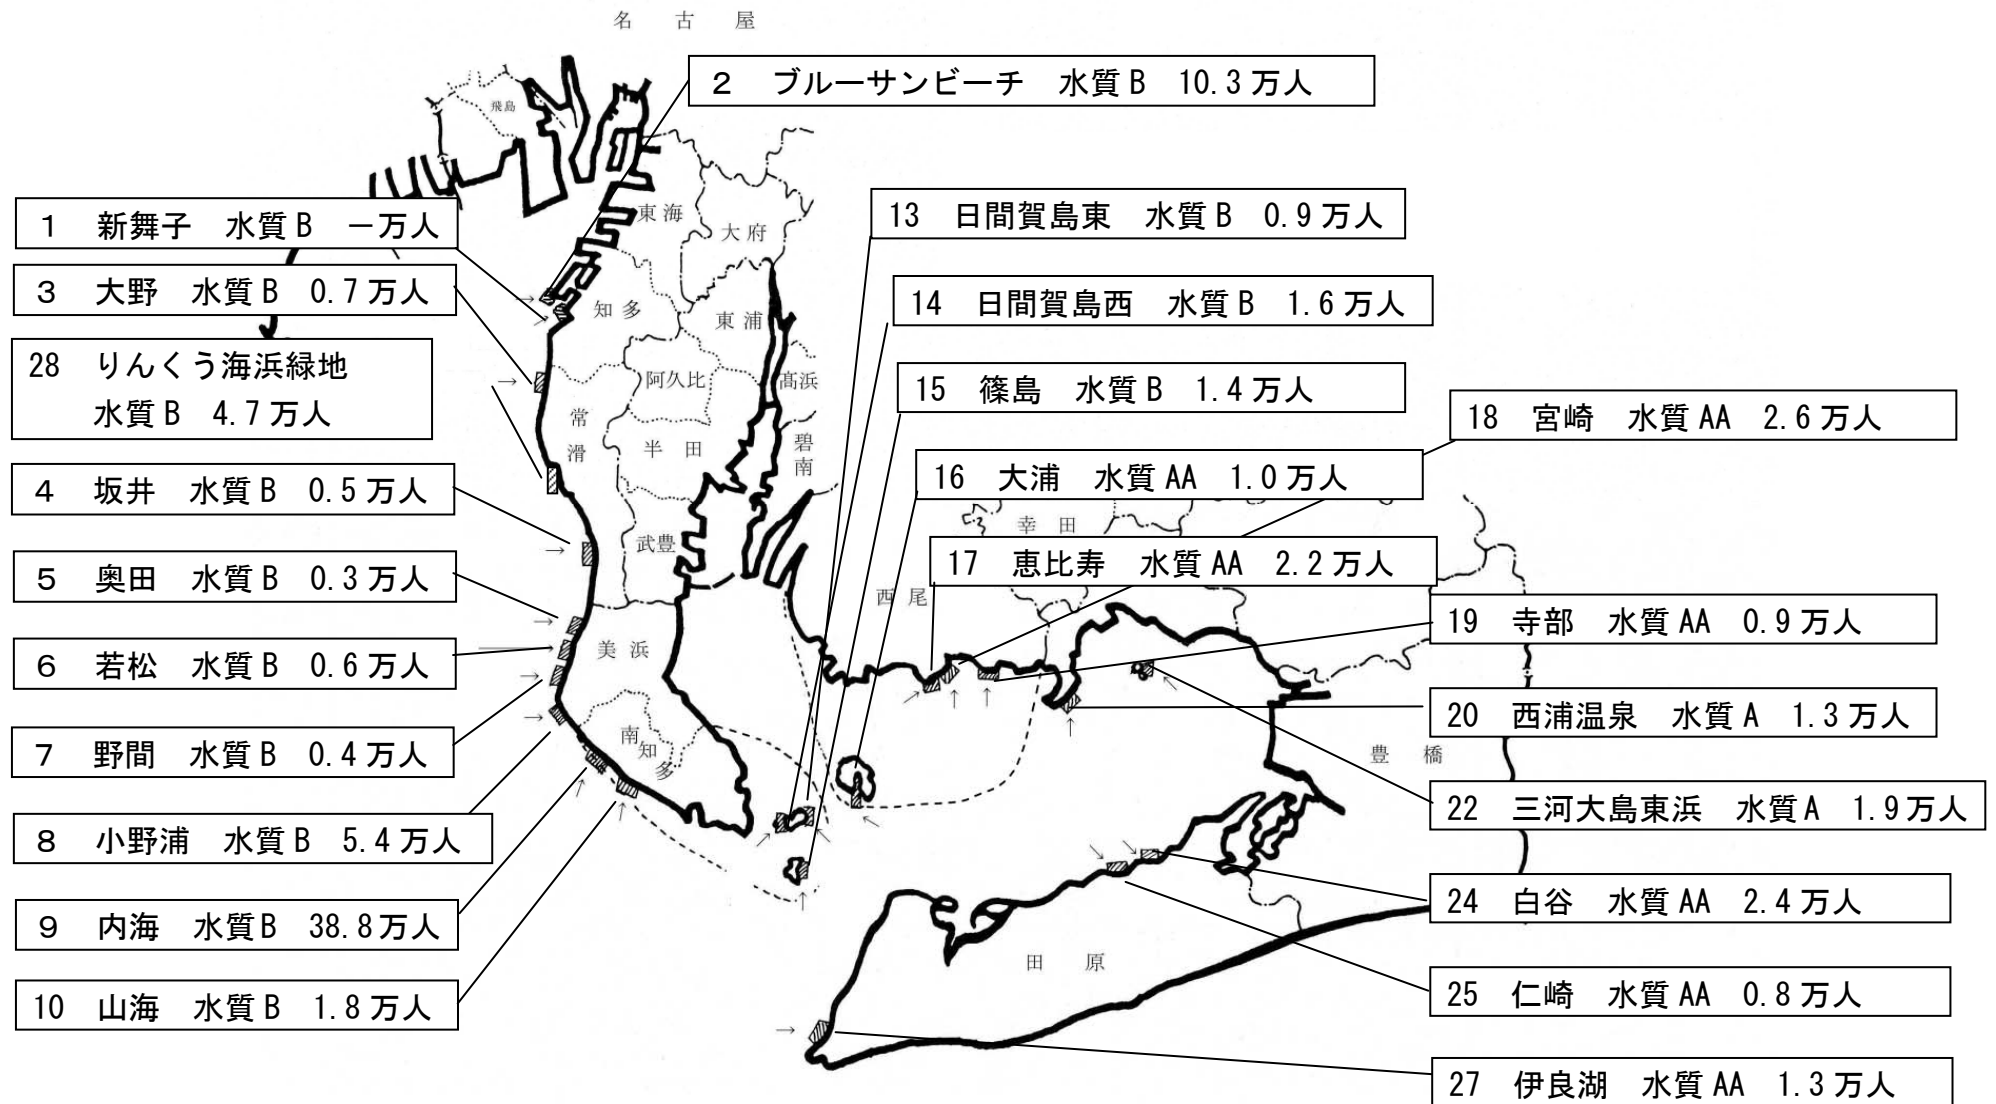 名 古 屋
2 ブルーサンビーチ 水質B 10.3万人
飛島
1 新舞子 水質B －万人
東海
大府
13 日間賀島東 水質B 0.9万人
3 大野 水質B 0.7万人
知多
東浦
14 日間賀島西 水質B 1.6万人
28 りんくう海浜緑地
水質B 4.7万人
阿久比
高浜
15 篠島 水質B 1.4万人
18 宮崎 水質AA 2.6万人
常滑
半田
碧南
16 大浦 水質AA 1.0万人
4 坂井 水質B 0.5万人
武豊
幸田
17 恵比寿 水質AA 2.2万人
5 奥田 水質B 0.3万人
西尾
19 寺部 水質AA 0.9万人
6 若松 水質B 0.6万人
美浜
20 西浦温泉 水質A 1.3万人
7 野間 水質B 0.4万人
南知多
豊橋
22 三河大島東浜 水質A 1.9万人
8 小野浦 水質B 5.4万人
24 白谷 水質AA 2.4万人
9 内海 水質B 38.8万人
田原
25 仁崎 水質AA 0.8万人
10 山海 水質B 1.8万人
27 伊良湖 水質AA 1.3万人